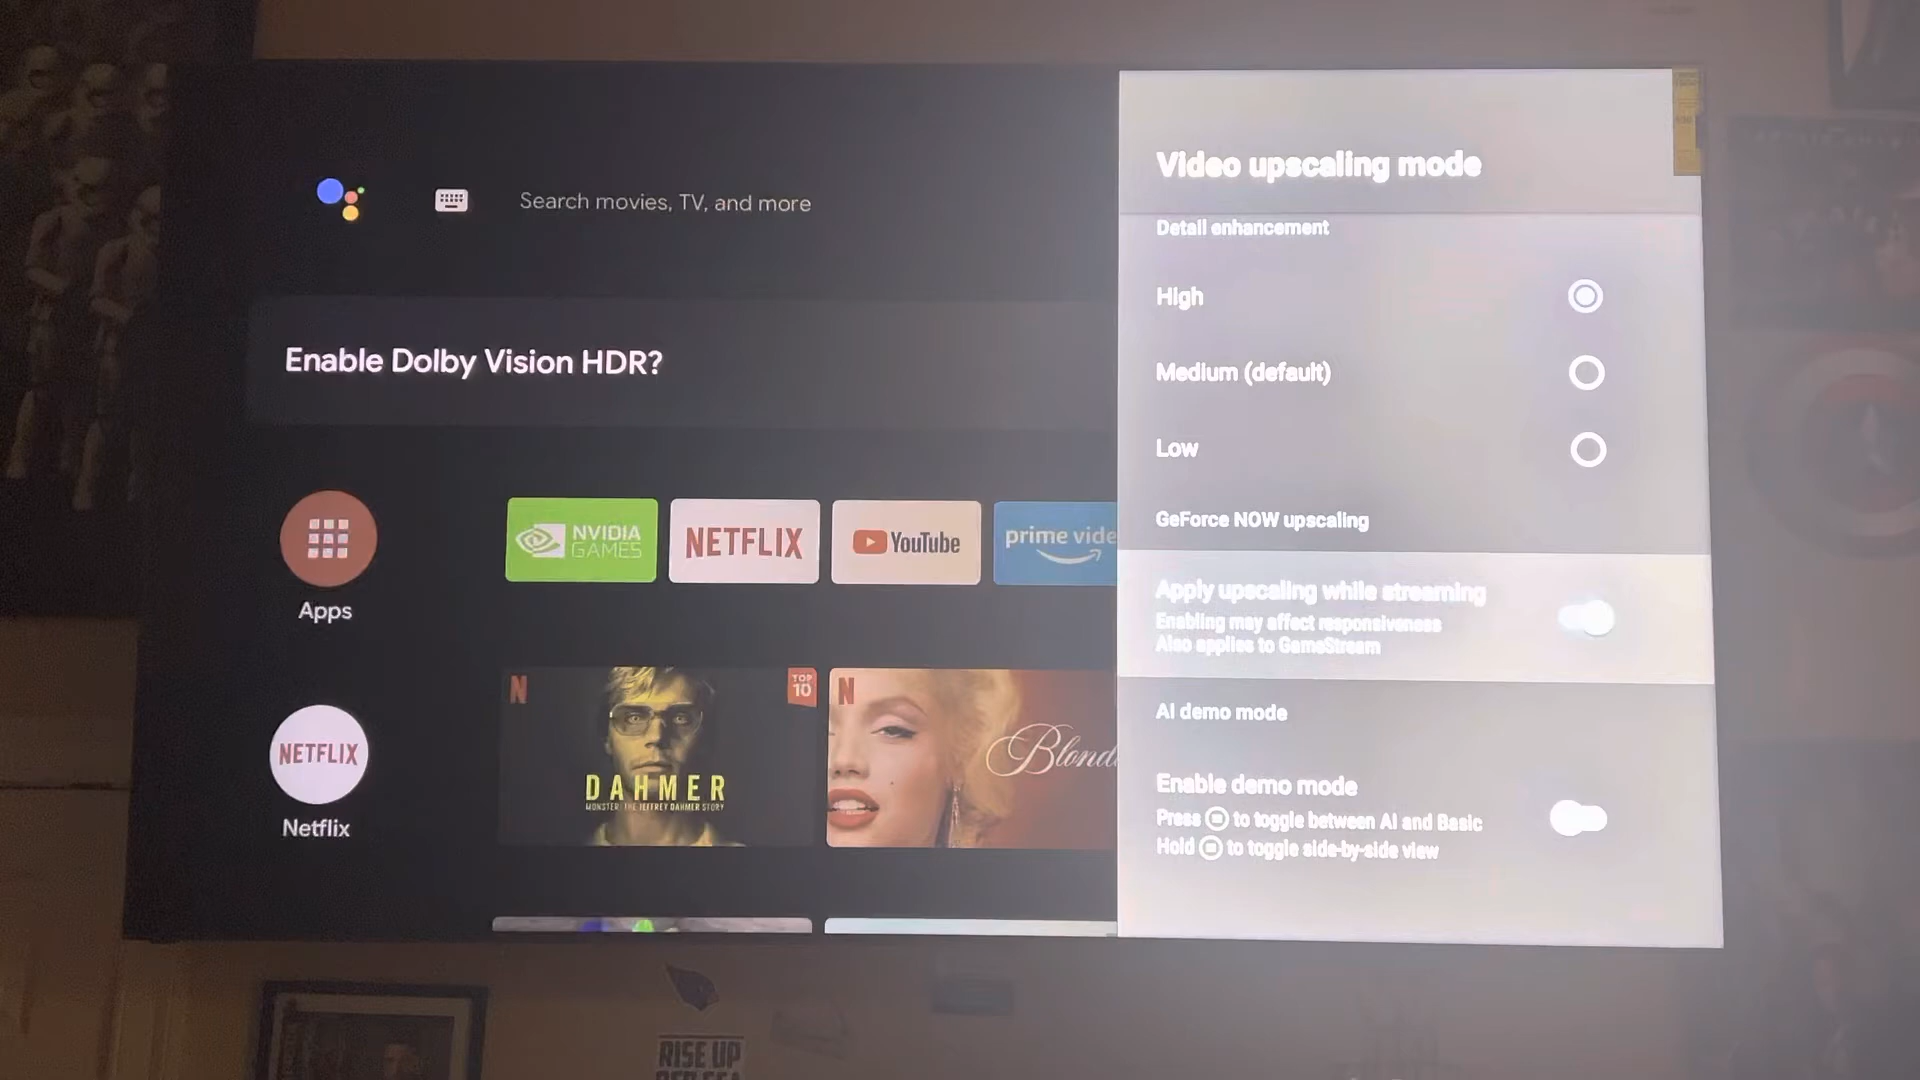 Search movies, TV, and more
Enable Dolby Vision HDR?
Apps
NVIDIA
GAMES
NETFLIX
YouTube
prime vide
NETFLIX
Netflix
N
TOP
10
DAHMER
MONSTER: THE JEFFREY DAHMER STORY
N
Blond
Video upscaling mode
Detail enhancement
High
Medium (default)
Low
GeForce NOW upscaling
Apply upscaling while streaming
Enabling may affect responsiveness
Also applies to GameStream
AI demo mode
Enable demo mode
Press to toggle between AI and Basic
Hold to toggle side-by-side view
RISE UP
RED SEA